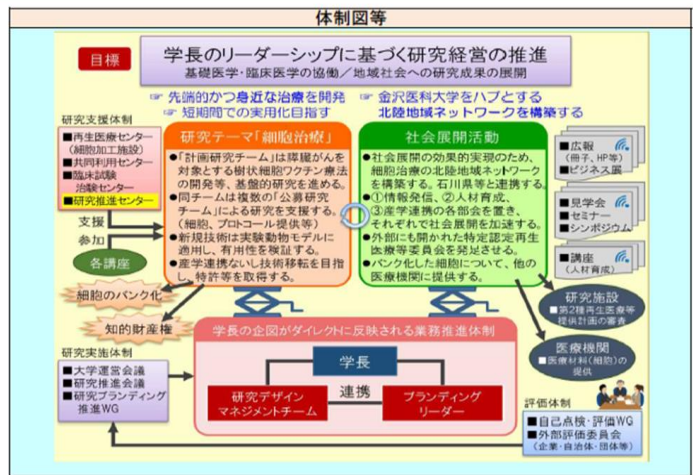 体制図等
目標
学長のリーダーシップに基づく研究経営の推進
基礎医学・臨床医学の協働／地域社会への研究成果の展開
☞ 先端的かつ身近な治療を開発
☞ 短期間での実用化目指す
☞ 金沢医科大学をハブとする
北陸地域ネットワークを構築する
研究支援体制
■再生医療センター
（細胞加工施設）
■共同利用センター
■臨床試験
治験センター
■研究推進センター
支援
参加
各講座
研究テーマ「細胞治療」
●「計画研究チーム」は膵臓がんを
対象とする樹状細胞ワクチン療法
の開発等、基盤的研究を進める。
●同チームは複数の「公募研究
チーム」による研究を支援する。
（細胞、プロトコール提供等）
●新規技術は実験動物モデルに
適用し、有用性を検証する。
●産学連携ないし技術移転を目指
し、特許等を取得する。
社会展開活動
●社会展開の効果的実現のため、
細胞治療の北陸地域ネットワーク
を構築する。石川県等と連携する。
●①情報発信、②人材育成、
③産学連携の各部会を置き、
それぞれで社会展開を加速する。
●外部にも開かれた特定認定再生
医療等委員会を発足させる。
●バンク化した細胞について、他の
医療機関に提供する。
■広報
（冊子、HP等）
■ビジネス展
■見学会
■セミナー
■シンポジウム
■講座
（人材育成）
細胞のバンク化
知的財産権
研究施設
■第2種再生医療等
提供計画の審査
医療機関
■医療材料（細胞）の
提供
学長の企図がダイレクトに反映される業務推進体制
学長
連携
研究デザイン
マネジメントチーム
ブランディング
リーダー
研究実施体制
■大学運営会議
■研究推進会議
■研究ブランディング
推進WG
評価体制
■自己点検・評価WG
■外部評価委員会
（企業・自治体・団体等）